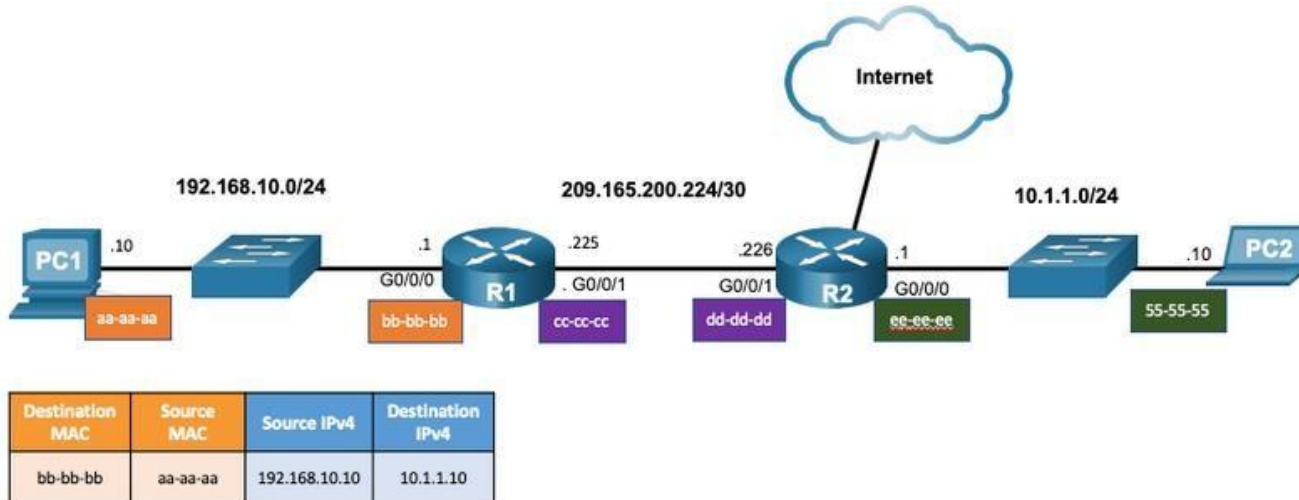 Internet
192.168.10.0/24
209.165.200.224/30
10.1.1.0/24
PC1
.10
.1
.225
.226
.1
.10
PC2
G0/0/0
R1
. G0/0/1
G0/0/1
R2
G0/0/0
aa-aa-aa
bb-bb-bb
cc-cc-cc
dd-dd-dd
ee-ee-ee
55-55-55
Destination MAC
Source MAC
Source IPv4
Destination IPv4
bb-bb-bb
aa-aa-aa
192.168.10.10
10.1.1.10